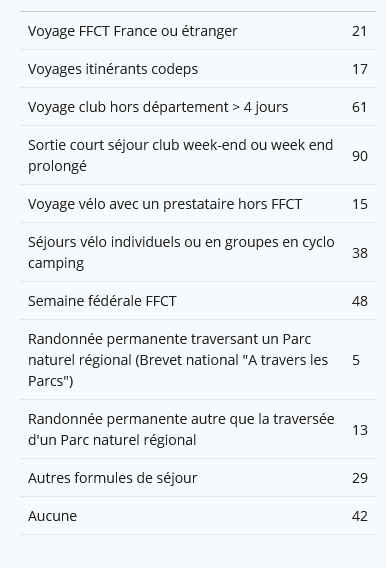 Voyage FFCT France ou étranger 21
Voyages itinérants codeps 17
Voyage club hors département > 4 jours 61
Sortie court séjour club week-end ou week end
prolongé 90
Voyage vélo avec un prestataire hors FFCT 15
Séjours vélo individuels ou en groupes en cyclo
camping 38
Semaine fédérale FFCT 48
Randonnée permanente traversant un Parc
naturel régional (Brevet national "A travers les 5
Parcs")
Randonnée permanente autre que la traversée
d'un Parc naturel régional 13
Autres formules de séjour 29
Aucune 42